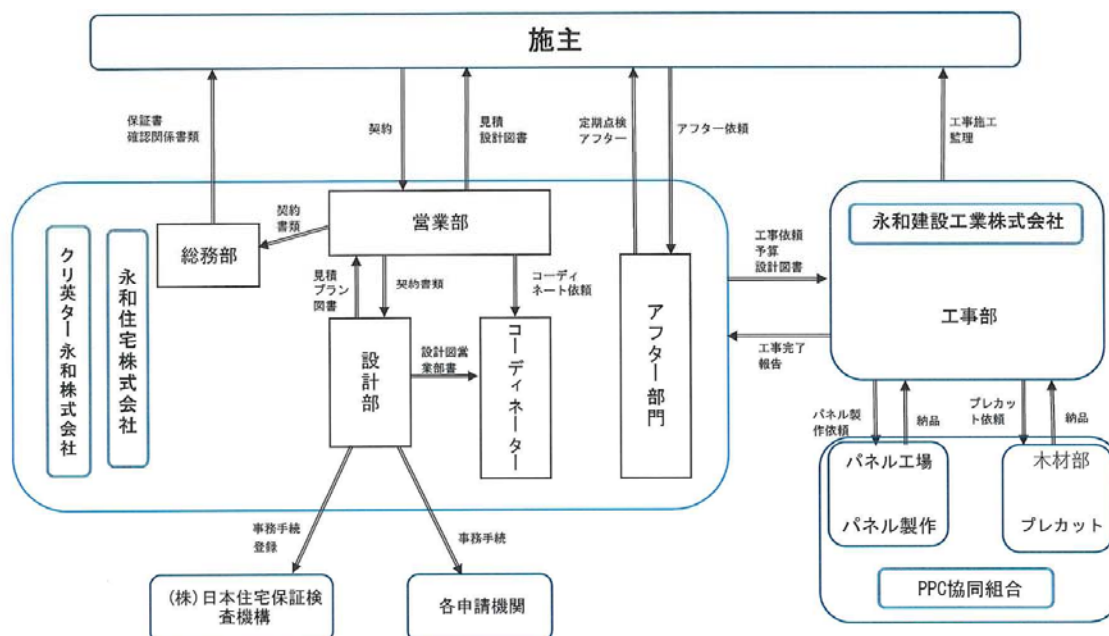 施主
保証書
確認関係書類
契約
見積
設計図書
定期点検
アフター
アフター依頼
工事施工
監理
クリ英ター永和株式会社
永和住宅株式会社
総務部
契約
書類
営業部
見積
プラン
図書
契約書類
コーディ
ネート依頼
設計部
設計図営
業部書
コーディネーター
アフター部門
工事依頼
予算
設計図書
工事完了
報告
永和建設工業株式会社
工事部
パネル製
作依頼
納品
プレカッ
ト依頼
納品
パネル工場
パネル製作
木材部
プレカット
PPC協同組合
事務手続
登録
事務手続
(株)日本住宅保証検
査機構
各申請機関